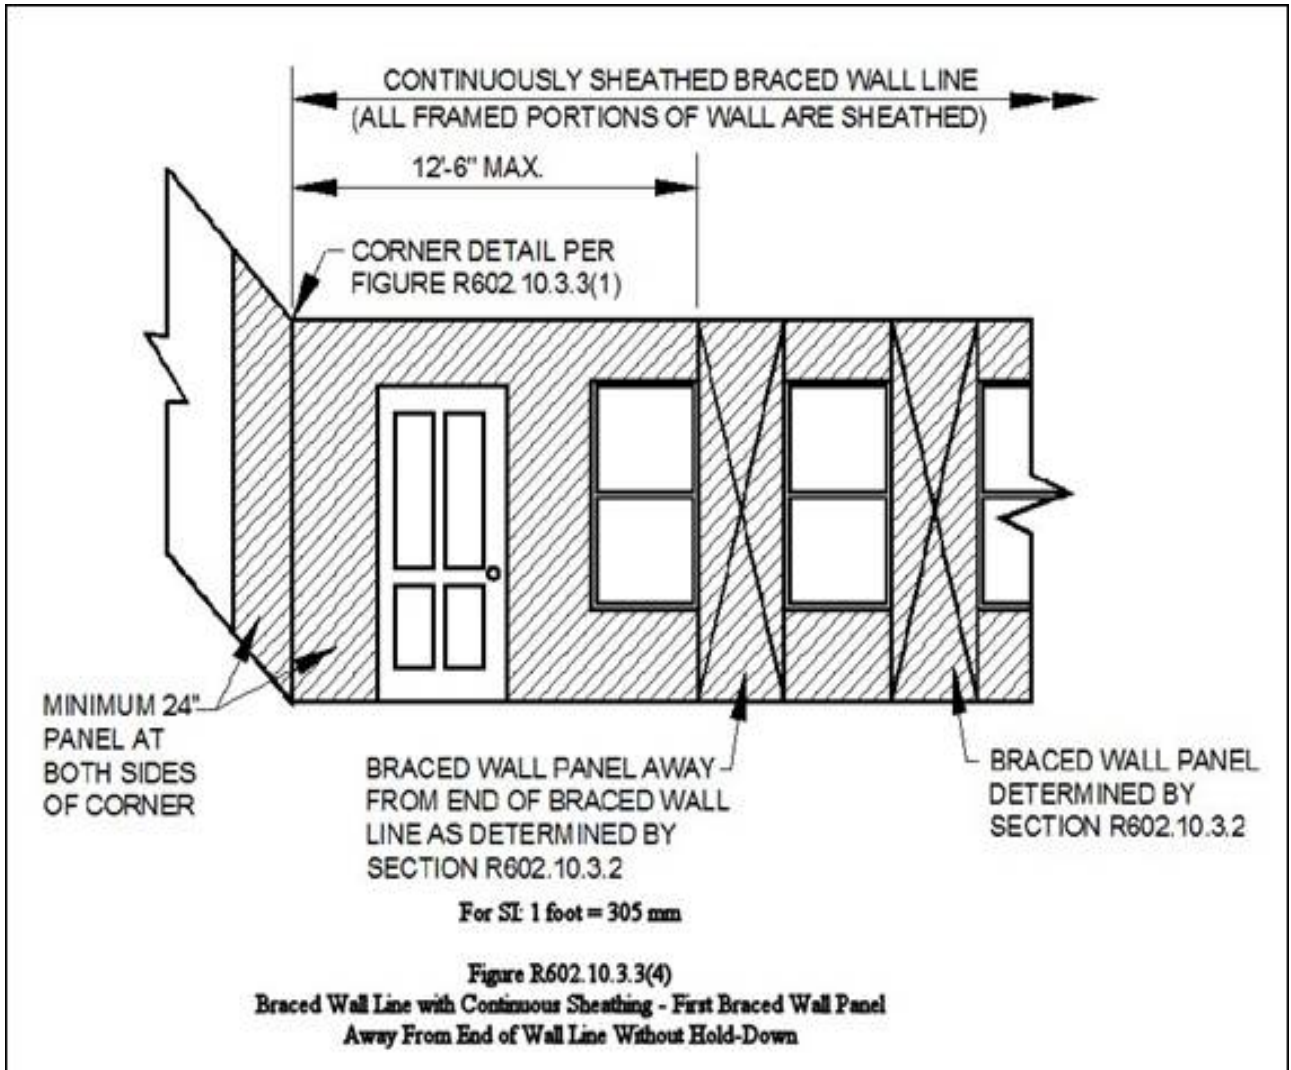 CONTINUOUSLY SHEATHED BRACED WALL LINE
(ALL FRAMED PORTIONS OF WALL ARE SHEATHED)
12'-6" MAX.
CORNER DETAIL PER
FIGURE R602.10.3.3(1)
MINIMUM 24"
PANEL AT
BOTH SIDES
OF CORNER
BRACED WALL PANEL AWAY
FROM END OF BRACED WALL
LINE AS DETERMINED BY
SECTION R602.10.3.2
BRACED WALL PANEL
DETERMINED BY
SECTION R602.10.3.2
For SI: 1 foot = 305 mm
Figure R602.10.3.3(4)
Braced Wall Line with Continuous Sheathing - First Braced Wall Panel
Away From End of Wall Line Without Hold-Down